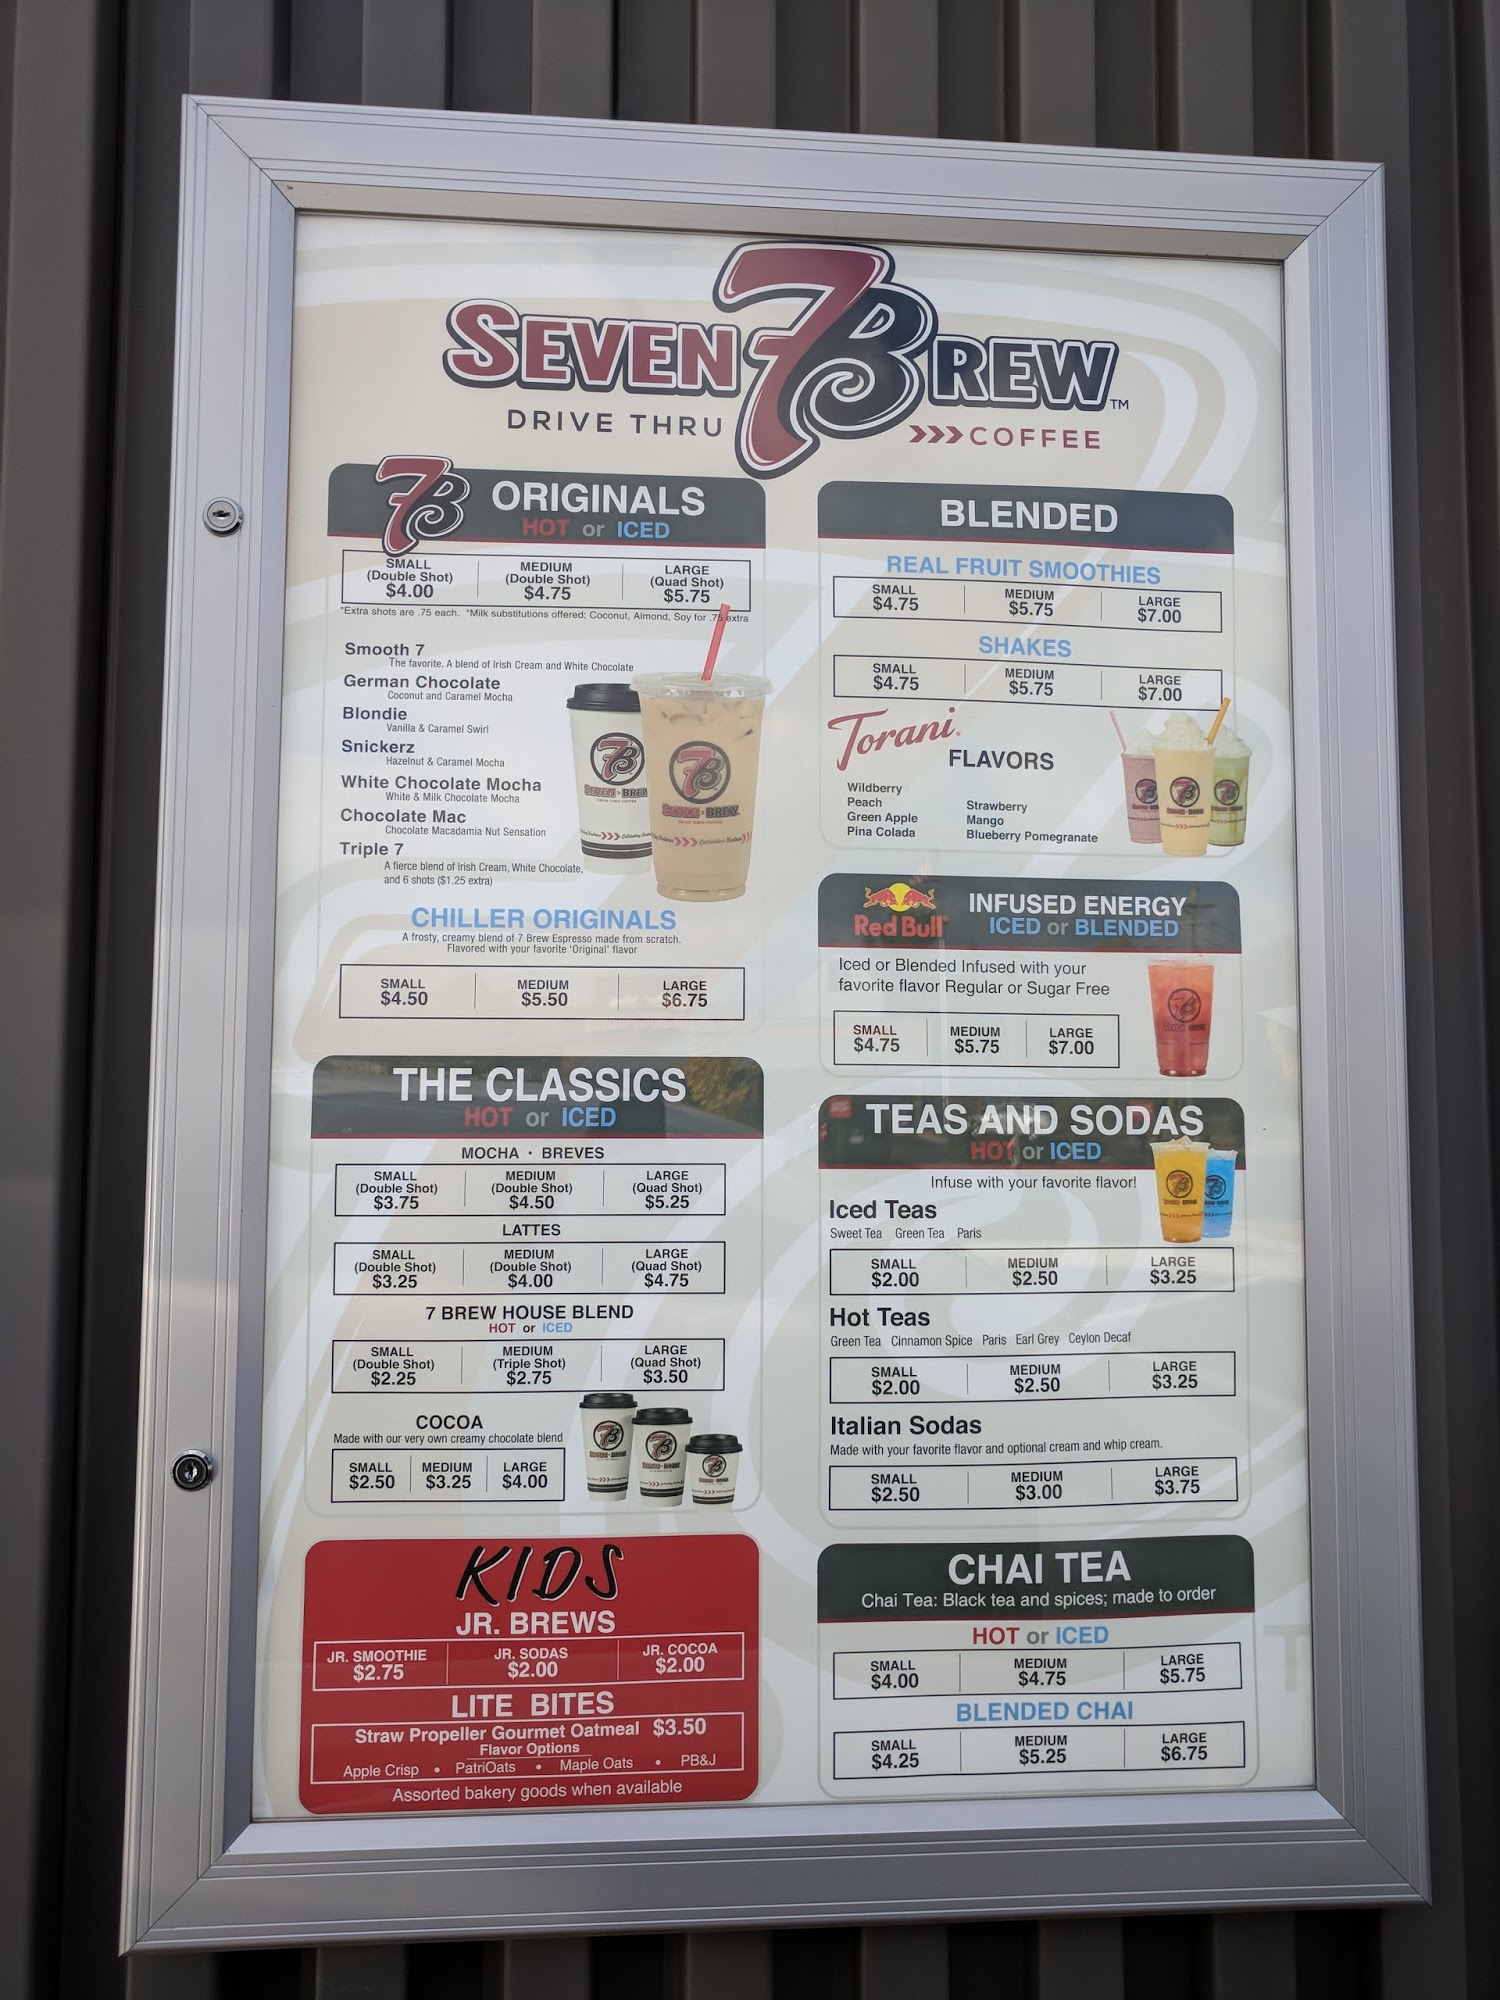 SEVEN 7B BREW™
DRIVE THRU >>>COFFEE
7B ORIGINALS
HOT or ICED
SMALL MEDIUM LARGE
(Double Shot) (Double Shot) (Quad Shot)
$4.00 $4.75 $5.75
*Extra shots are .75 each. *Milk substitutions offered: Coconut, Almond, Soy for .75 extra
Smooth 7
The favorite. A blend of Irish Cream and White Chocolate
German Chocolate
Coconut and Caramel Mocha
Blondie
Vanilla & Caramel Swirl
Snickerz
Hazelnut & Caramel Mocha
White Chocolate Mocha
White & Milk Chocolate Mocha
Chocolate Mac
Chocolate Macadamia Nut Sensation
Triple 7
A fierce blend of Irish Cream, White Chocolate,
and 6 shots ($1.25 extra)
7B
SEVEN BREW
7B
SEVEN BREW
CHILLER ORIGINALS
A frosty, creamy blend of 7 Brew Espresso made from scratch.
Flavored with your favorite 'Original' flavor
SMALL MEDIUM LARGE
$4.50 $5.50 $6.75
THE CLASSICS
HOT or ICED
MOCHA • BREVES
SMALL MEDIUM LARGE
(Double Shot) (Double Shot) (Quad Shot)
$3.75 $4.50 $5.25
LATTES
SMALL MEDIUM LARGE
(Double Shot) (Double Shot) (Quad Shot)
$3.25 $4.00 $4.75
7 BREW HOUSE BLEND
HOT or ICED
SMALL MEDIUM LARGE
(Double Shot) (Triple Shot) (Quad Shot)
$2.25 $2.75 $3.50
COCOA
Made with our very own creamy chocolate blend
SMALL MEDIUM LARGE
$2.50 $3.25 $4.00
KIDS
JR. BREWS
JR. SMOOTHIE JR. SODAS JR. COCOA
$2.75 $2.00 $2.00
LITE BITES
Straw Propeller Gourmet Oatmeal $3.50
Flavor Options
Apple Crisp • PatriOats • Maple Oats • PB&J
Assorted bakery goods when available
BLENDED
REAL FRUIT SMOOTHIES
SMALL MEDIUM LARGE
$4.75 $5.75 $7.00
SHAKES
SMALL MEDIUM LARGE
$4.75 $5.75 $7.00
Torani.
FLAVORS
Wildberry
Peach
Green Apple
Pina Colada
Strawberry
Mango
Blueberry Pomegranate
Red Bull
INFUSED ENERGY
ICED or BLENDED
Iced or Blended Infused with your
favorite flavor Regular or Sugar Free
SMALL MEDIUM LARGE
$4.75 $5.75 $7.00
TEAS AND SODAS
HOT or ICED
Infuse with your favorite flavor!
Iced Teas
Sweet Tea Green Tea Paris
SMALL MEDIUM LARGE
$2.00 $2.50 $3.25
Hot Teas
Green Tea Cinnamon Spice Paris Earl Grey Ceylon Decaf
SMALL MEDIUM LARGE
$2.00 $2.50 $3.25
Italian Sodas
Made with your favorite flavor and optional cream and whip cream.
SMALL MEDIUM LARGE
$2.50 $3.00 $3.75
CHAI TEA
Chai Tea: Black tea and spices; made to order
HOT or ICED
SMALL MEDIUM LARGE
$4.00 $4.75 $5.75
BLENDED CHAI
SMALL MEDIUM LARGE
$4.25 $5.25 $6.75